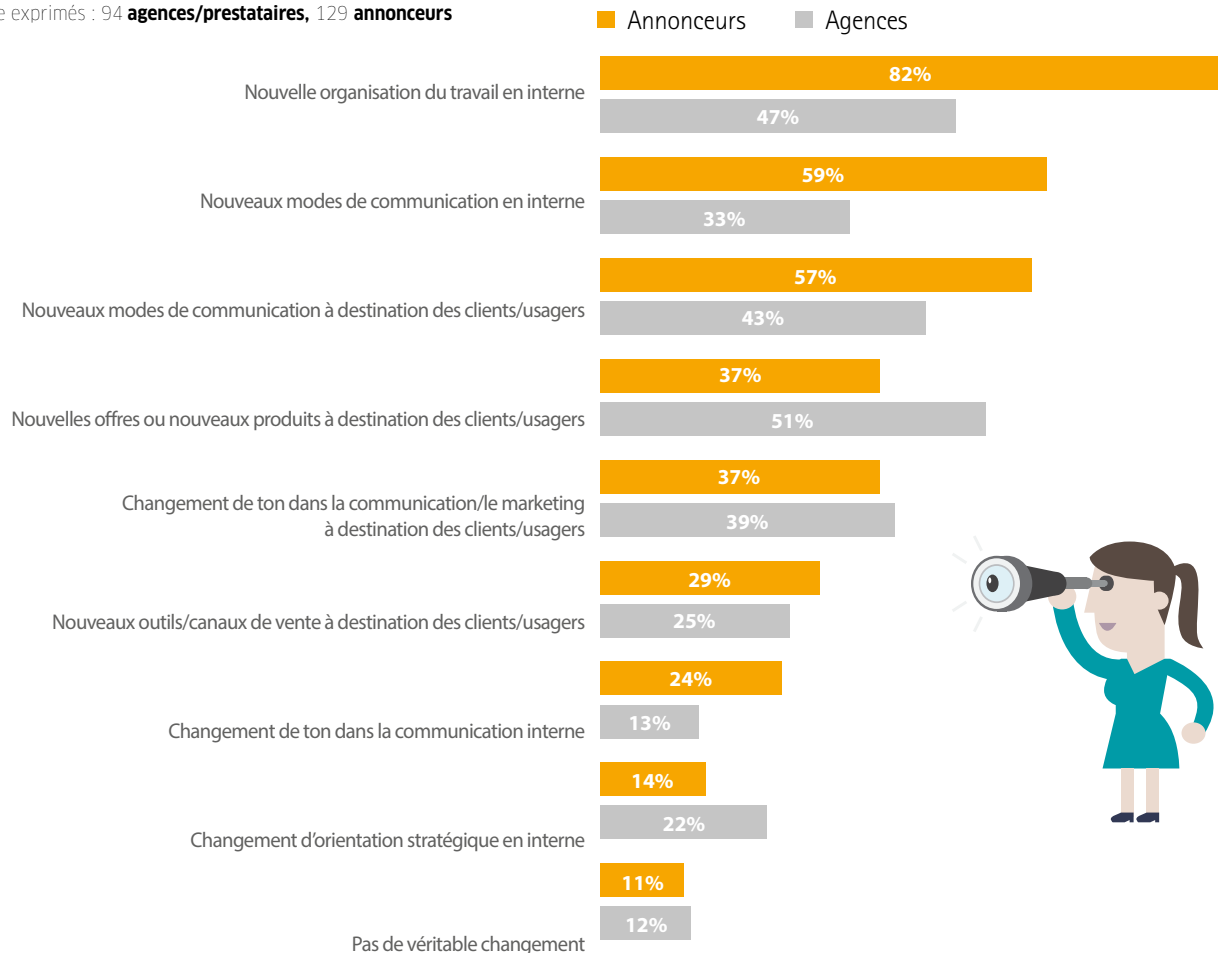 e exprimés : 94 agences/prestataires, 129 annonceurs
Annonceurs Agences
Nouvelle organisation du travail en interne
82%
47%
Nouveaux modes de communication en interne
59%
33%
Nouveaux modes de communication à destination des clients/usagers
57%
43%
Nouvelles offres ou nouveaux produits à destination des clients/usagers
37%
51%
Changement de ton dans la communication/le marketing
à destination des clients/usagers
37%
39%
Nouveaux outils/canaux de vente à destination des clients/usagers
29%
25%
Changement de ton dans la communication interne
24%
13%
Changement d'orientation stratégique en interne
14%
22%
Pas de véritable changement
11%
12%